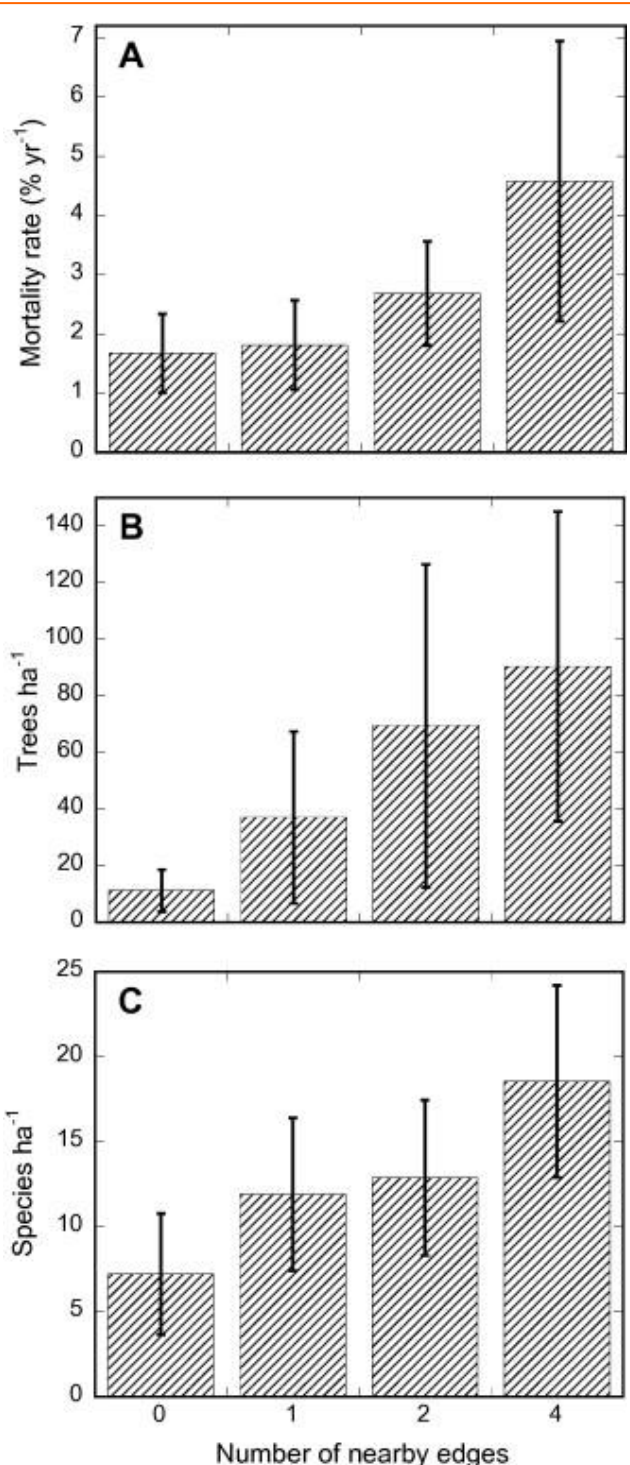 A
Mortality rate (% yr⁻¹)
7
6
5
4
3
2
1
0
B
Trees ha⁻¹
140
120
100
80
60
40
20
0
C
Species ha⁻¹
25
20
15
10
5
0
0 1 2 4
Number of nearby edges